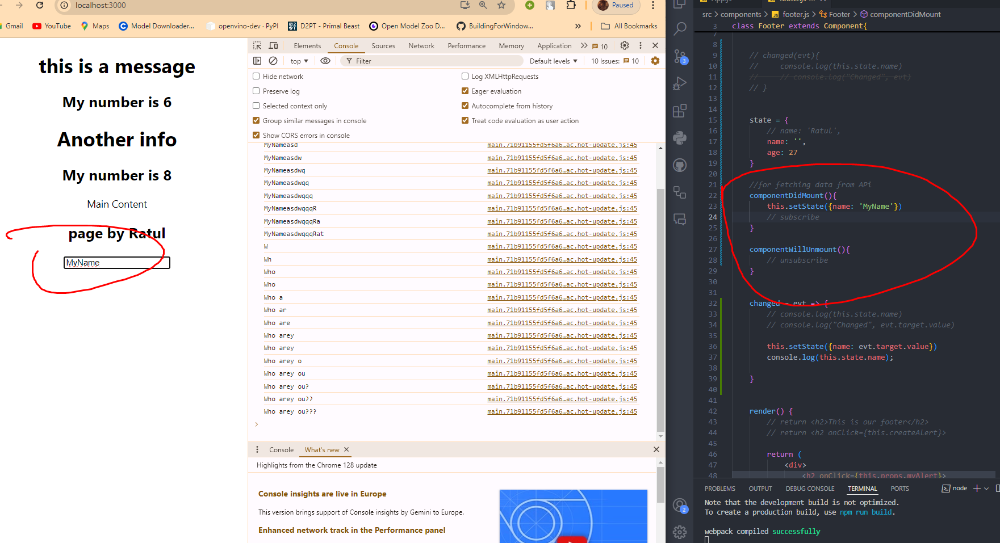 localhost:3000
Paused
Gmail
YouTube
Maps
Model Downloader...
openvino-dev · PyPI
D2PT - Primal Beast
Open Model Zoo D...
BuildingForWindow...
»
All Bookmarks
this is a message
My number is 6
Another info
My number is 8
Main Content
page by Ratul
MyName
Elements
Console
Sources
Network
Performance
Memory
Application
10
top
Filter
Default levels
10 Issues:
10
Hide network
Log XMLHttpRequests
Preserve log
Eager evaluation
Selected context only
Autocomplete from history
Group similar messages in console
Treat code evaluation as user action
Show CORS errors in console
MyNameasd main.71b91155fd5f6a6…ac.hot-update.js:45
MyNameasdw main.71b91155fd5f6a6…ac.hot-update.js:45
MyNameasdwq main.71b91155fd5f6a6…ac.hot-update.js:45
MyNameasdwqq main.71b91155fd5f6a6…ac.hot-update.js:45
MyNameasdwqqq main.71b91155fd5f6a6…ac.hot-update.js:45
MyNameasdwqqqR main.71b91155fd5f6a6…ac.hot-update.js:45
MyNameasdwqqqRa main.71b91155fd5f6a6…ac.hot-update.js:45
MyNameasdwqqqRat main.71b91155fd5f6a6…ac.hot-update.js:45
W main.71b91155fd5f6a6…ac.hot-update.js:45
Wh main.71b91155fd5f6a6…ac.hot-update.js:45
Who main.71b91155fd5f6a6…ac.hot-update.js:45
Who main.71b91155fd5f6a6…ac.hot-update.js:45
Who a main.71b91155fd5f6a6…ac.hot-update.js:45
Who ar main.71b91155fd5f6a6…ac.hot-update.js:45
Who are main.71b91155fd5f6a6…ac.hot-update.js:45
Who arey main.71b91155fd5f6a6…ac.hot-update.js:45
Who arey main.71b91155fd5f6a6…ac.hot-update.js:45
Who arey o main.71b91155fd5f6a6…ac.hot-update.js:45
Who arey ou main.71b91155fd5f6a6…ac.hot-update.js:45
Who arey ou? main.71b91155fd5f6a6…ac.hot-update.js:45
Who arey ou?? main.71b91155fd5f6a6…ac.hot-update.js:45
Who arey ou??? main.71b91155fd5f6a6…ac.hot-update.js:45
Console
What's new
Highlights from the Chrome 128 update
Console insights are live in Europe
This version brings support of Console insights by Gemini to Europe.
Enhanced network track in the Performance panel
3
2
src > components > JS footer.js > Footer > componentDidMount
3 class Footer extends Component{
7
8
9 // changed(evt){
10 // console.log(this.state.name)
11 // // console.log("Changed", evt)
12 // }
13
14
15 state = {
16 // name: 'Ratul',
17 name: '',
18 age: 27
19 }
20
21 //for fetching data from APi
22 componentDidMount(){
23 this.setState({name: 'MyName'})
24 // subscribe
25 }
26
27 componentWillUnmount(){
28 // unsubscribe
29 }
30
31
32 changed = evt => {
33 // console.log(this.state.name)
34 // console.log("Changed", evt.target.value)
35
36 this.setState({name: evt.target.value})
37 console.log(this.state.name);
38
39 }
40
41
42 render() {
43 // return <h2>This is our footer</h2>
44 // return <h2 onClick={this.createAlert}>
45
46 return (
47 <div>
48 <h2 onClick={this.props.myAlert}>
PROBLEMS
OUTPUT
DEBUG CONSOLE
TERMINAL
PORTS
node
Note that the development build is not optimized.
To create a production build, use npm run build.
webpack compiled successfully